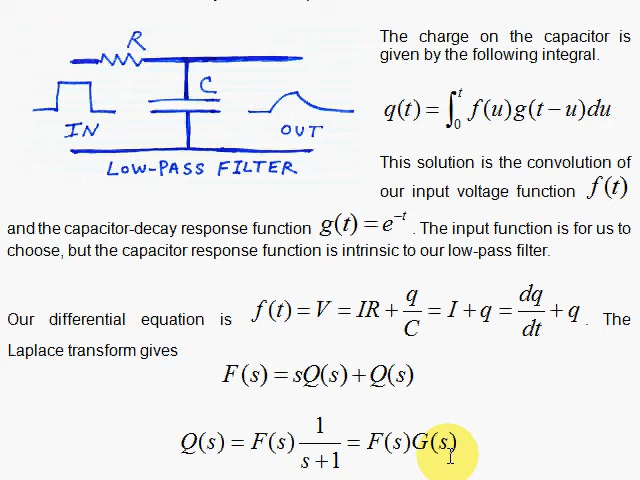 R
C
IN
OUT
LOW-PASS FILTER
The charge on the capacitor is
given by the following integral.
q(t) = ∫₀ᵗ f(u)g(t − u)du
This solution is the convolution of
our input voltage function f(t)
and the capacitor-decay response function g(t) = e⁻ᵗ . The input function is for us to
choose, but the capacitor response function is intrinsic to our low-pass filter.
Our differential equation is f(t) = V = IR + q/C = I + q = dq/dt + q . The
Laplace transform gives
F(s) = sQ(s) + Q(s)
Q(s) = F(s) 1/(s+1) = F(s)G(s)